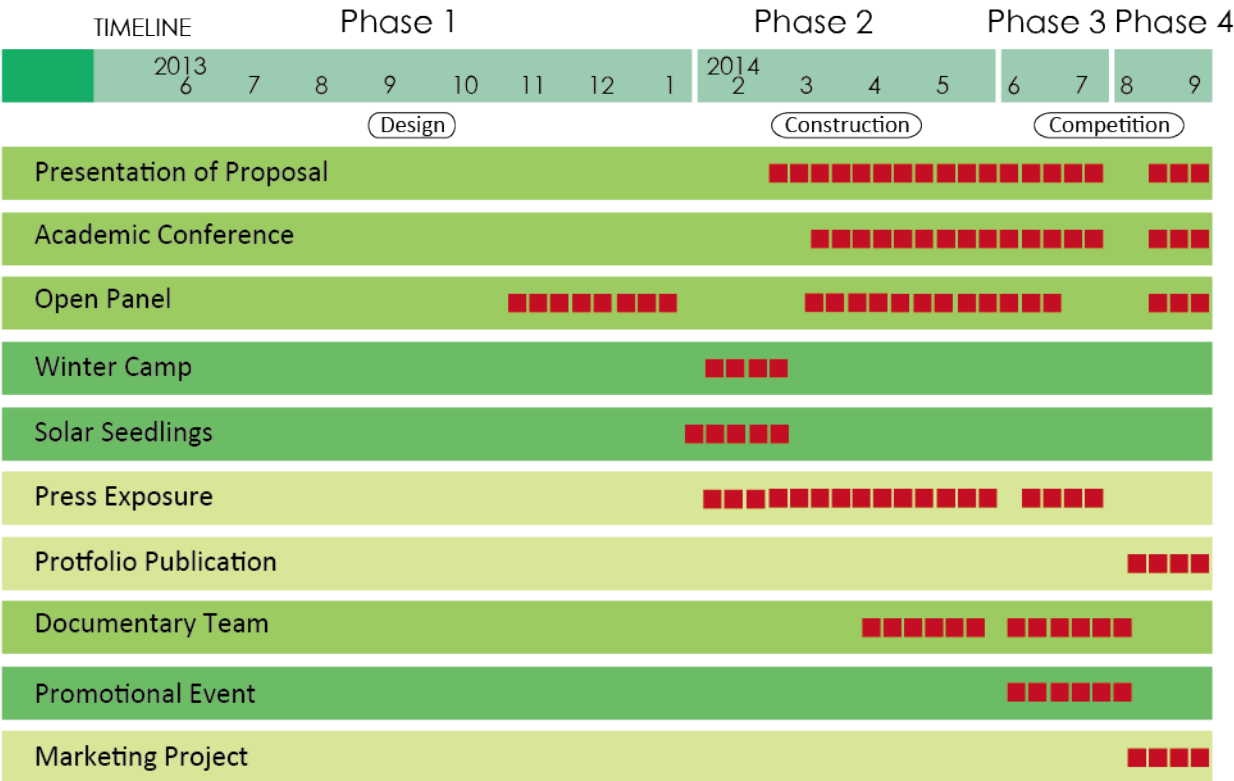 TIMELINE Phase 1 Phase 2 Phase 3 Phase 4
2013 2014
6 7 8 9 10 11 12 1 2 3 4 5 6 7 8 9
Design Construction Competition
Presentation of Proposal
Academic Conference
Open Panel
Winter Camp
Solar Seedlings
Press Exposure
Protfolio Publication
Documentary Team
Promotional Event
Marketing Project